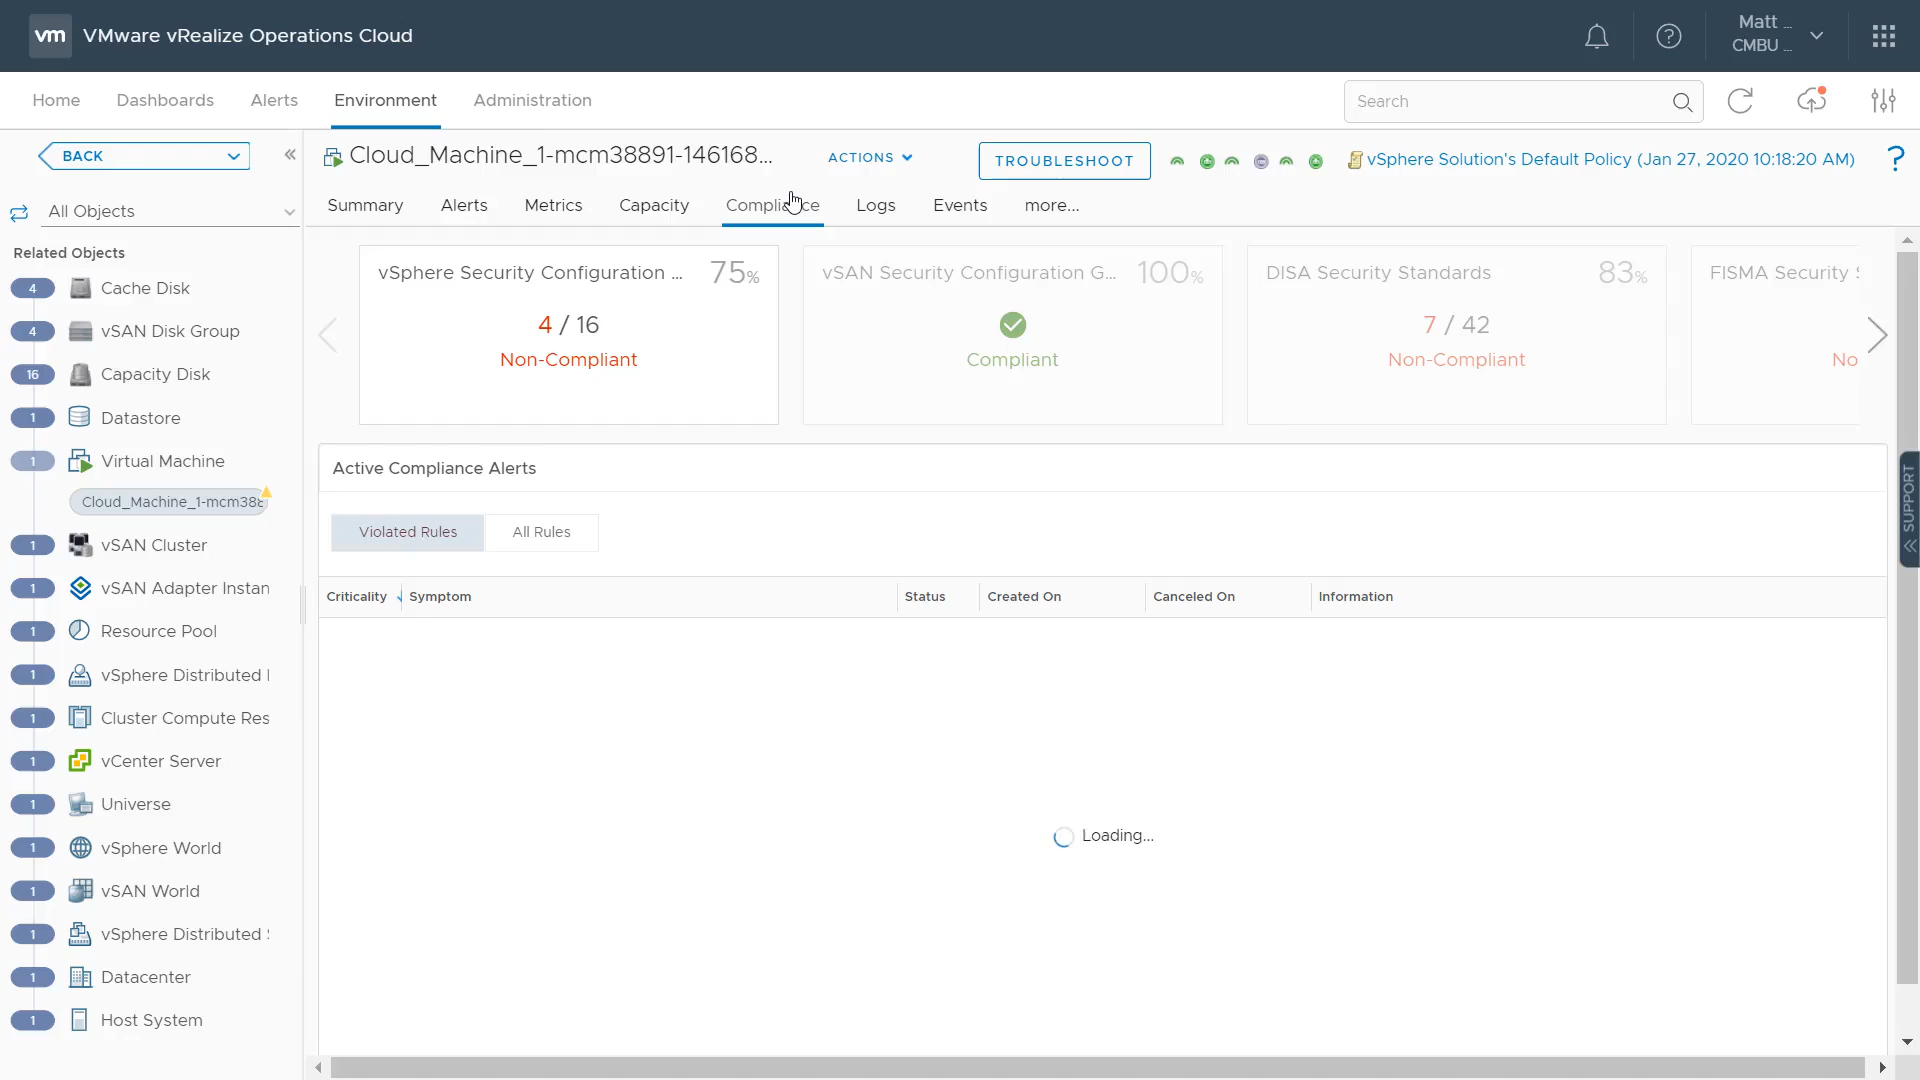 vm VMware vRealize Operations Cloud
Matt ...
CMBU ...
Home Dashboards Alerts Environment Administration Search
BACK
Cloud_Machine_1-mcm38891-146168... ACTIONS TROUBLESHOOT vSphere Solution's Default Policy (Jan 27, 2020 10:18:20 AM) ?
All Objects
Summary Alerts Metrics Capacity Compliance Logs Events more...
Related Objects
4 Cache Disk
4 vSAN Disk Group
16 Capacity Disk
1 Datastore
1 Virtual Machine
Cloud_Machine_1-mcm388
1 vSAN Cluster
1 vSAN Adapter Instan
1 Resource Pool
1 vSphere Distributed
1 Cluster Compute Res
1 vCenter Server
1 Universe
1 vSphere World
1 vSAN World
1 vSphere Distributed
1 Datacenter
1 Host System
vSphere Security Configuration ... 75%
4 / 16
Non-Compliant
vSAN Security Configuration G... 100%
Compliant
DISA Security Standards 83%
7 / 42
Non-Compliant
FISMA Security S
No
Active Compliance Alerts
Violated Rules All Rules
Criticality Symptom Status Created On Canceled On Information
Loading...
SUPPORT